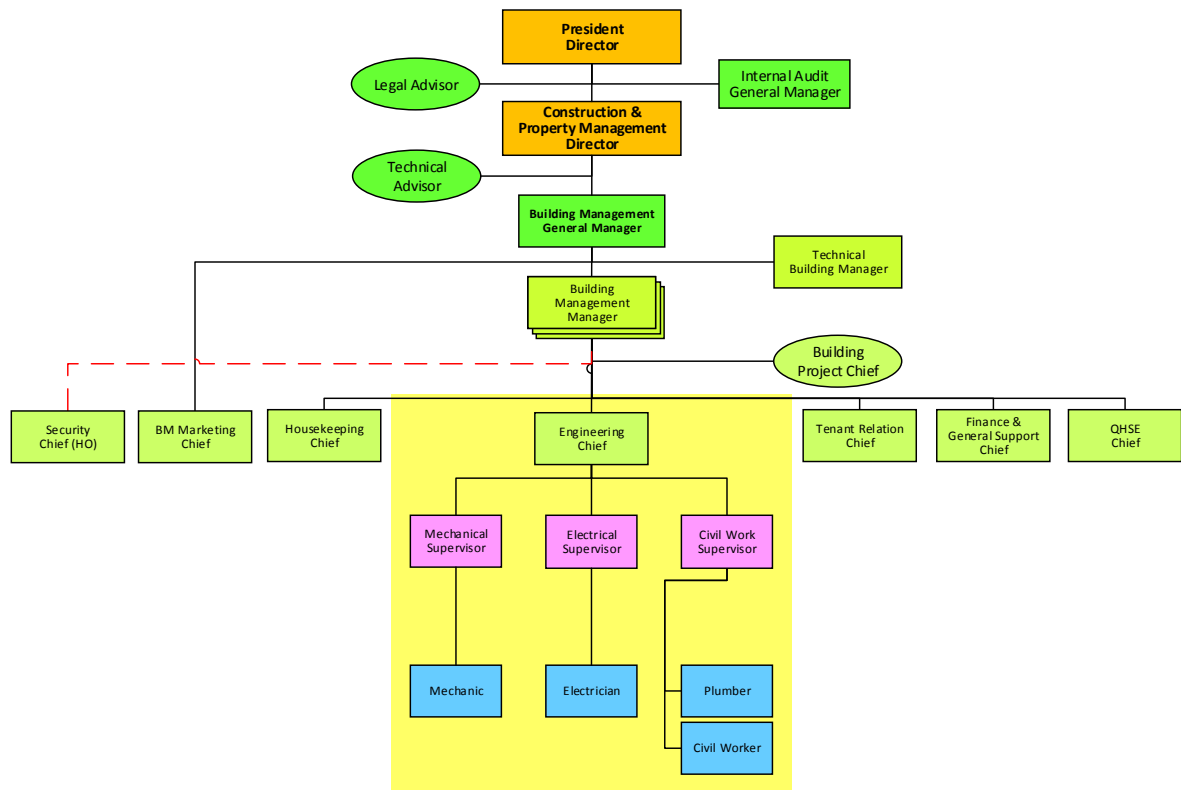 President
Director
Legal Advisor
Internal Audit
General Manager
Construction &
Property Management
Director
Technical
Advisor
Building Management
General Manager
Technical
Building Manager
Building
Management
Manager
Building
Project Chief
Security
Chief (HO)
BM Marketing
Chief
Housekeeping
Chief
Engineering
Chief
Tenant Relation
Chief
Finance &
General Support
Chief
QHSE
Chief
Mechanical
Supervisor
Electrical
Supervisor
Civil Work
Supervisor
Mechanic
Electrician
Plumber
Civil Worker